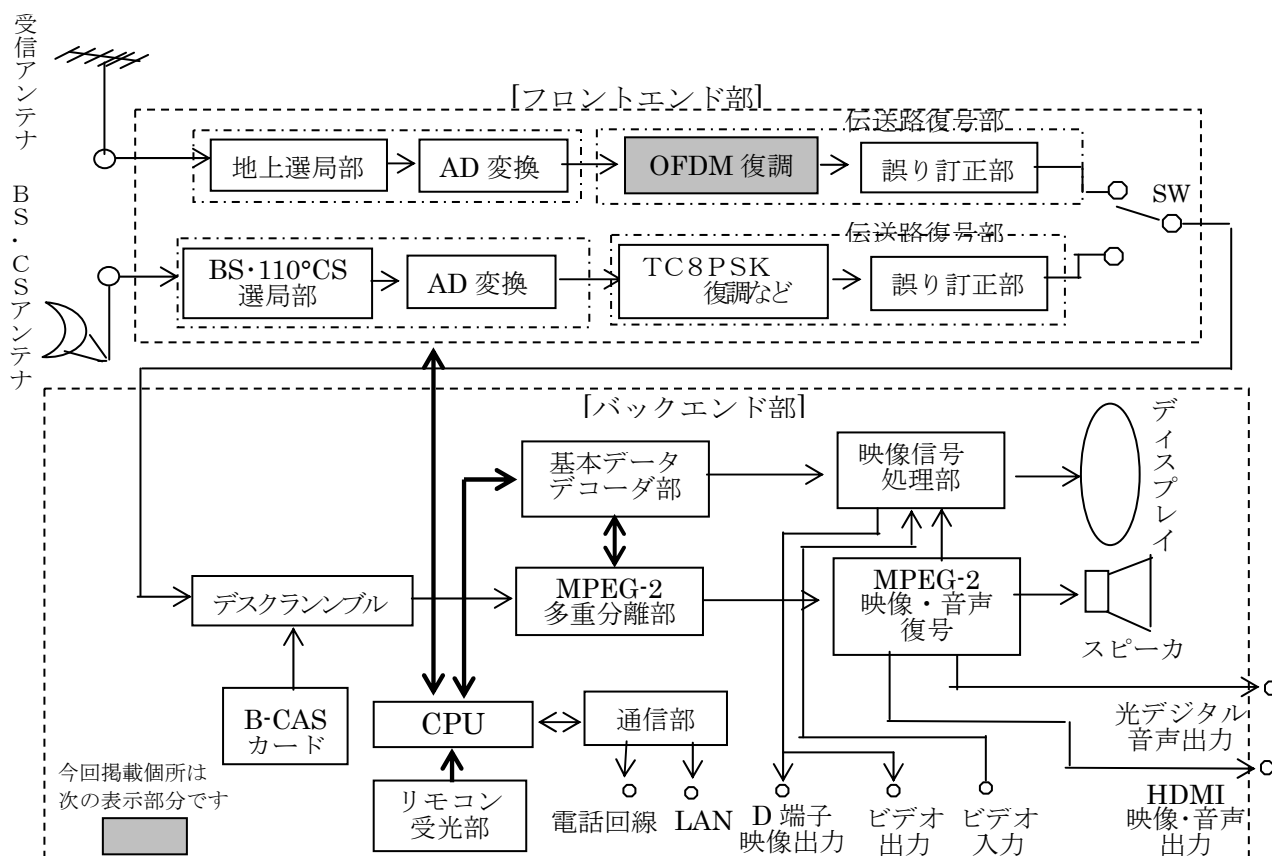 受信アンテナ
[フロントエンド部]
伝送路復号部
地上選局部
AD 変換
OFDM 復調
誤り訂正部
SW
BS・CSアンテナ
伝送路復号部
BS・110°CS
選局部
AD 変換
TC8PSK
復調など
誤り訂正部
[バックエンド部]
ディスプレイ
基本データ
デコーダ部
映像信号
処理部
デスクランンブル
MPEG-2
多重分離部
MPEG-2
映像・音声
復号
スピーカ
B-CAS
カード
CPU
通信部
光デジタル
音声出力
今回掲載個所は
次の表示部分です
リモコン
受光部
電話回線
LAN
D 端子
映像出力
ビデオ
出力
ビデオ
入力
HDMI
映像・音声
出力